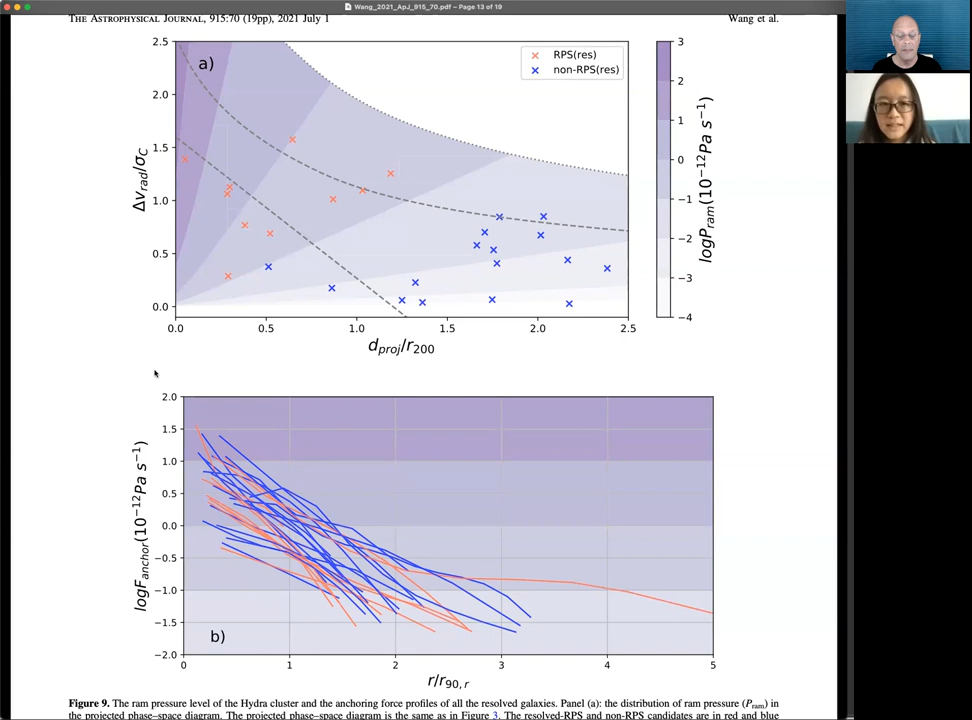 Wang_2021_ApJ_915_70.pdf – Page 13 of 19
THE ASTROPHYSICAL JOURNAL, 915:70 (19pp), 2021 July 1
Wang et al.
a)
RPS(res)
non-RPS(res)
2.5
2.0
1.5
1.0
0.5
0.0
Δv_rad/σ_C
0.0 0.5 1.0 1.5 2.0 2.5
d_proj/r_200
3
2
1
0
−1
−2
−3
−4
logP_ram(10^−12 Pa s^−1)
2.0
1.5
1.0
0.5
0.0
−0.5
−1.0
−1.5
−2.0
logF_anchor(10^−12 Pa s^−1)
b)
0 1 2 3 4 5
r/r_90,r
Figure 9. The ram pressure level of the Hydra cluster and the anchoring force profiles of all the resolved galaxies. Panel (a): the distribution of ram pressure (P_ram) in
the projected phase–space diagram. The projected phase–space diagram is the same as in Figure 3. The resolved-RPS and non-RPS candidates are in red and blue